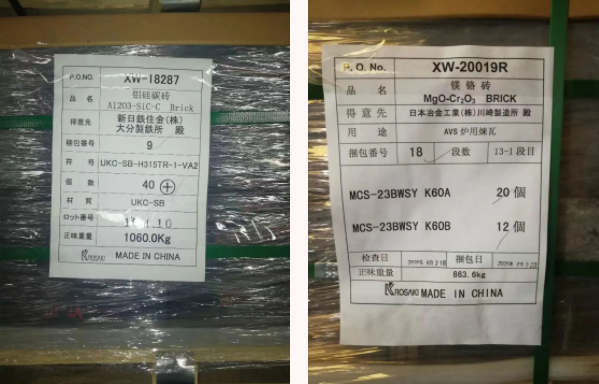 P.O.NO. XW-18287
品 名 铝硅碳砖
Al203-SiC-C Brick
得意先 新日鉄住金(株)
大分製鉄所 殿
梱包番号 9
符 号 UKC-SB-H315TR-1-VA2
個 数 40
材 質 UKC-SB
ロット番号
正味重量 1060.0Kg
KROSAKI MADE IN CHINA
P. O. No. XW-20019R
品 名 镁铬砖
MgO-Cr₂O₃ BRICK
得 意 先 日本冶金工業(株)川崎製造所 殿
用 途 AVS 炉用煉瓦
捆包番号 18 段数 13-1 段目
MCS-23BWSY K60A 20 個
MCS-23BWSY K60B 12 個
检查日 捆包日
正味重量 863.6kg
KROSAKI MADE IN CHINA